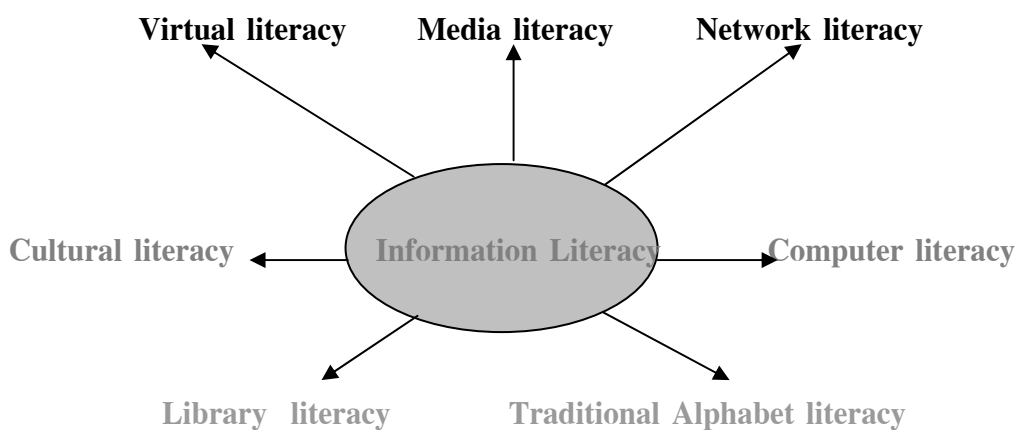 Virtual literacy Media literacy Network literacy
Cultural literacy Information Literacy Computer literacy
Library literacy Traditional Alphabet literacy